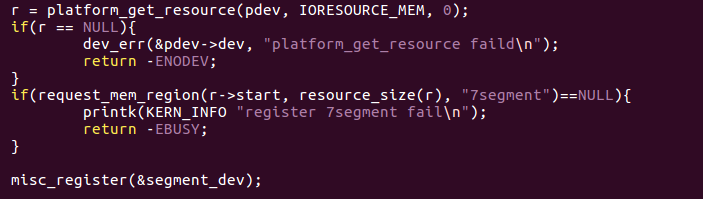 r = platform_get_resource(pdev, IORESOURCE_MEM, 0);
if(r == NULL){
        dev_err(&pdev->dev, "platform_get_resource faild\n");
        return -ENODEV;
}
if(request_mem_region(r->start, resource_size(r), "7segment")==NULL){
        printk(KERN_INFO "register 7segment fail\n");
        return -EBUSY;
}

misc_register(&segment_dev);